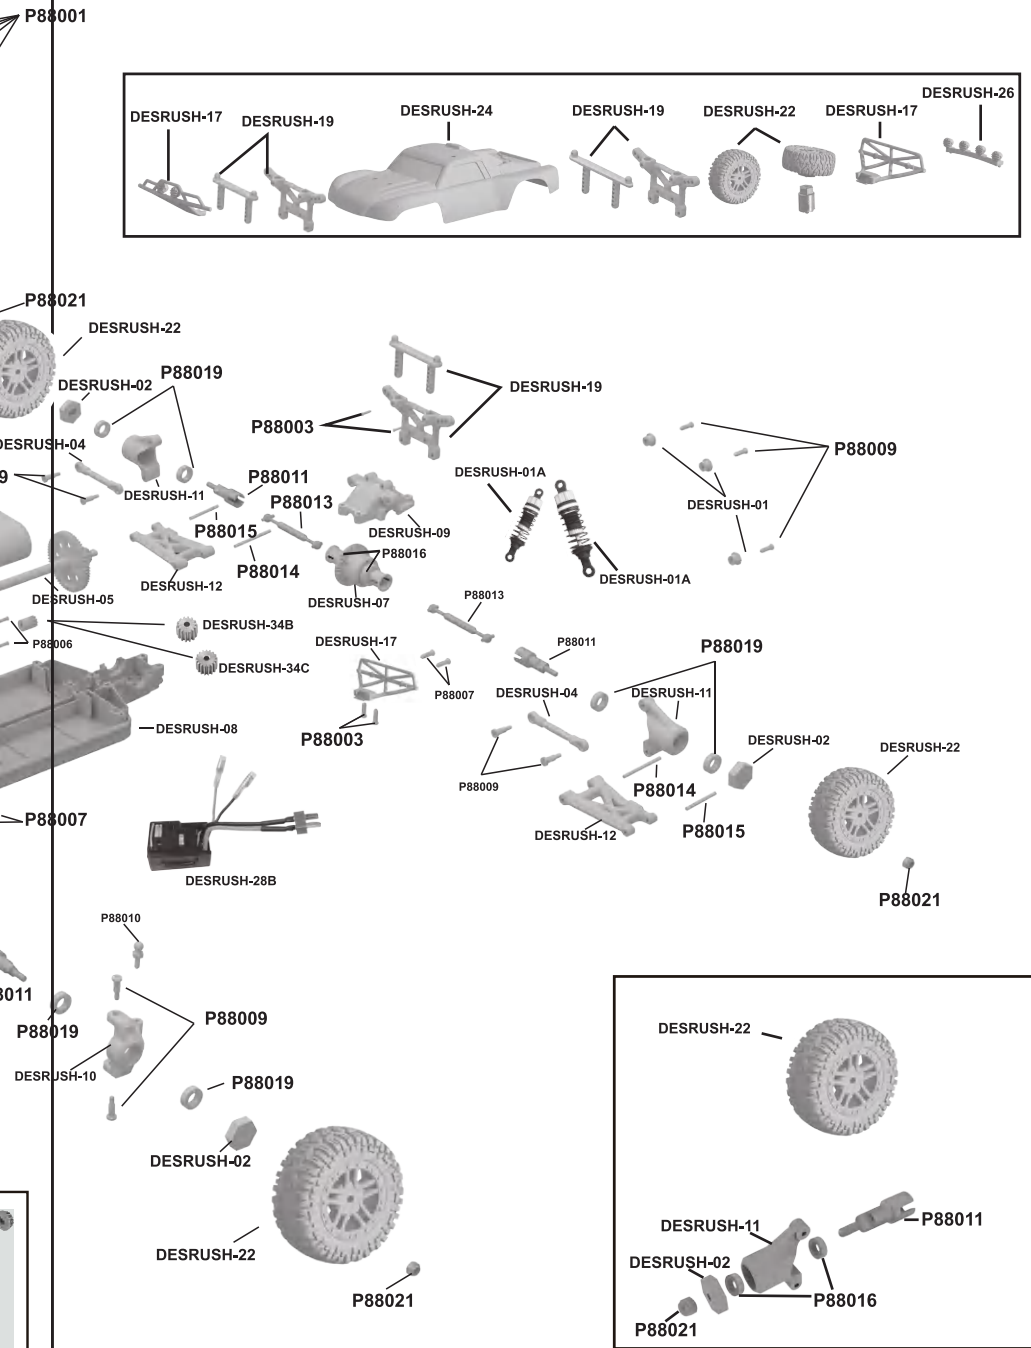 P88001
DESRUSH-17
DESRUSH-19
DESRUSH-24
DESRUSH-19
DESRUSH-22
DESRUSH-17
DESRUSH-26
P88021
DESRUSH-22
P88019
DESRUSH-02
DESRUSH-19
P88003
DESRUSH-04
P88009
9
DESRUSH-01A
P88011
DESRUSH-11
P88013
DESRUSH-01
P88015
DESRUSH-09
P88016
P88014
DESRUSH-12
DESRUSH-01A
DESRUSH-05
DESRUSH-07
P88013
DESRUSH-34B
P88006
DESRUSH-17
P88011
P88019
DESRUSH-34C
P88007
DESRUSH-04
DESRUSH-11
DESRUSH-08
P88003
DESRUSH-02
DESRUSH-22
P88009
P88014
P88007
DESRUSH-12
P88015
DESRUSH-28B
P88021
P88010
8011
P88009
P88019
DESRUSH-22
DESRUSH-10
P88019
DESRUSH-02
DESRUSH-22
P88021
DESRUSH-11
P88011
DESRUSH-02
P88016
P88021